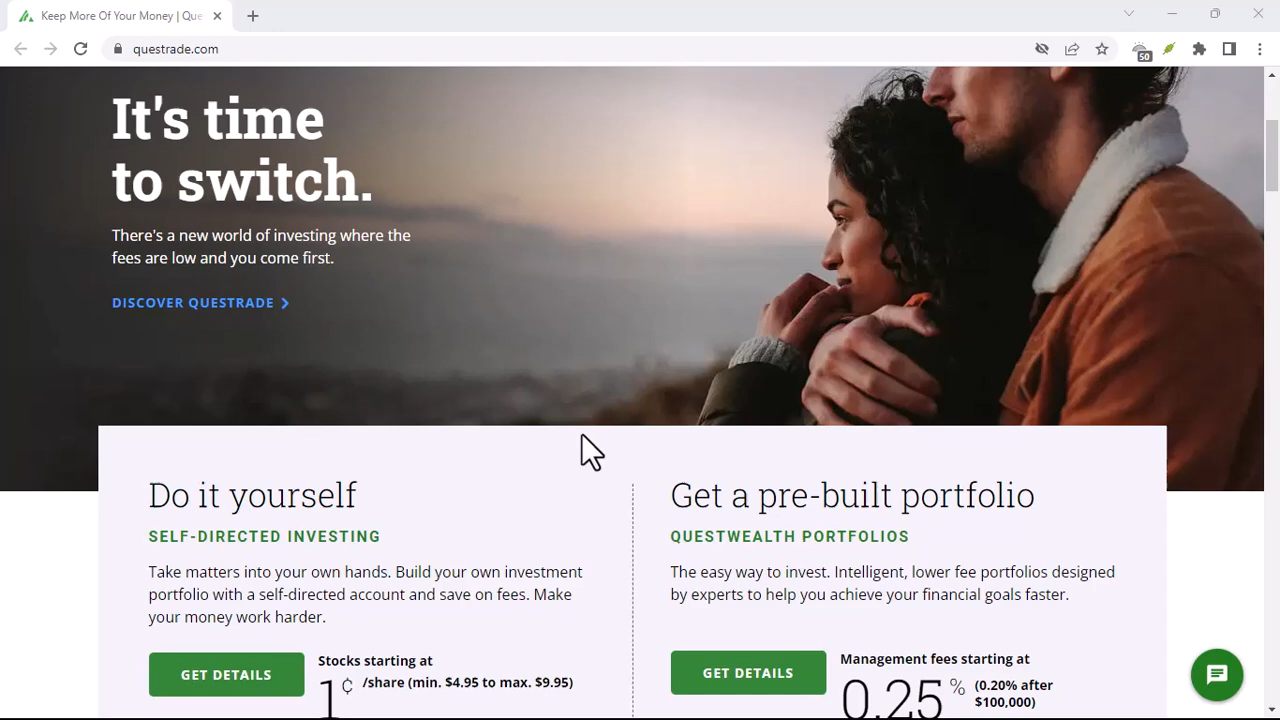 Keep More Of Your Money | Que
questrade.com
50
It's time
to switch.
There's a new world of investing where the
fees are low and you come first.
DISCOVER QUESTRADE
Do it yourself
SELF-DIRECTED INVESTING
Take matters into your own hands. Build your own investment
portfolio with a self-directed account and save on fees. Make
your money work harder.
GET DETAILS
Stocks starting at
1¢ /share (min. $4.95 to max. $9.95)
Get a pre-built portfolio
QUESTWEALTH PORTFOLIOS
The easy way to invest. Intelligent, lower fee portfolios designed
by experts to help you achieve your financial goals faster.
GET DETAILS
Management fees starting at
0.25% (0.20% after
$100,000)